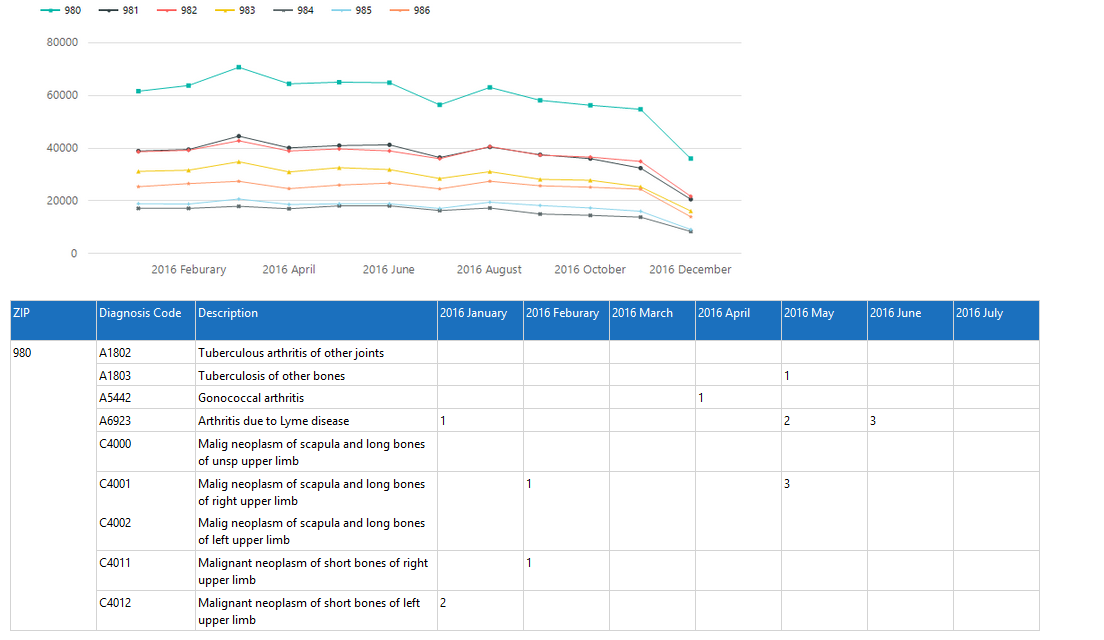 980 981 982 983 984 985 986
80000
60000
40000
20000
0
2016 Feburary 2016 April 2016 June 2016 August 2016 October 2016 December
ZIP Diagnosis Code Description 2016 January 2016 Feburary 2016 March 2016 April 2016 May 2016 June 2016 July
980 A1802 Tuberculous arthritis of other joints
A1803 Tuberculosis of other bones 1
A5442 Gonococcal arthritis 1
A6923 Arthritis due to Lyme disease 1 2 3
C4000 Malig neoplasm of scapula and long bones
of unsp upper limb
C4001 Malig neoplasm of scapula and long bones 1 3
of right upper limb
C4002 Malig neoplasm of scapula and long bones
of left upper limb
C4011 Malignant neoplasm of short bones of right 1
upper limb
C4012 Malignant neoplasm of short bones of left 2
upper limb